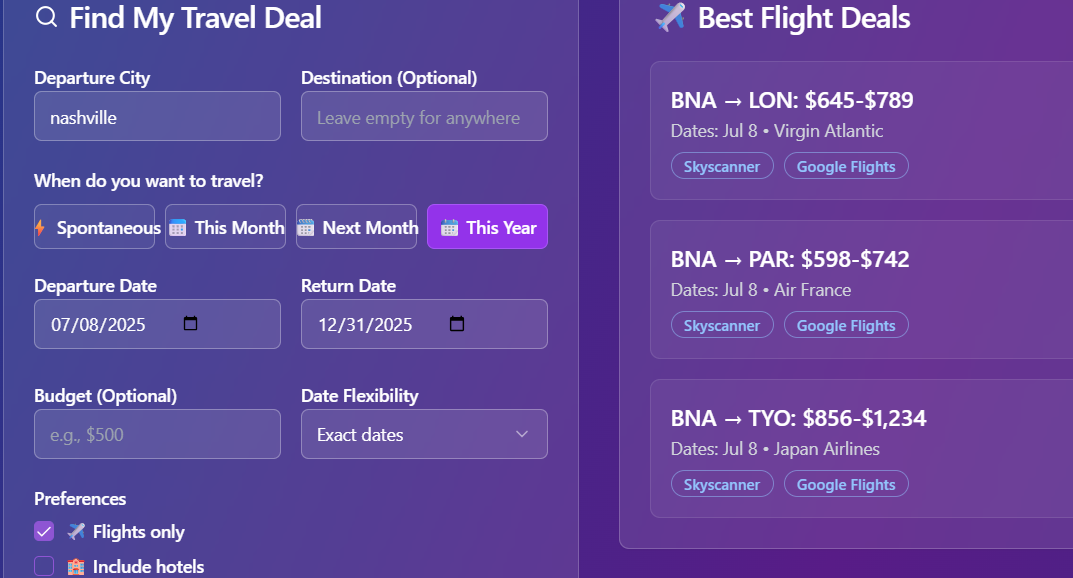 Find My Travel Deal
Departure City
Destination (Optional)
nashville
Leave empty for anywhere
When do you want to travel?
Spontaneous
This Month
Next Month
This Year
Departure Date
Return Date
07/08/2025
12/31/2025
Budget (Optional)
Date Flexibility
e.g., $500
Exact dates
Preferences
Flights only
Include hotels
Best Flight Deals
BNA → LON: $645-$789
Dates: Jul 8 • Virgin Atlantic
Skyscanner
Google Flights
BNA → PAR: $598-$742
Dates: Jul 8 • Air France
Skyscanner
Google Flights
BNA → TYO: $856-$1,234
Dates: Jul 8 • Japan Airlines
Skyscanner
Google Flights